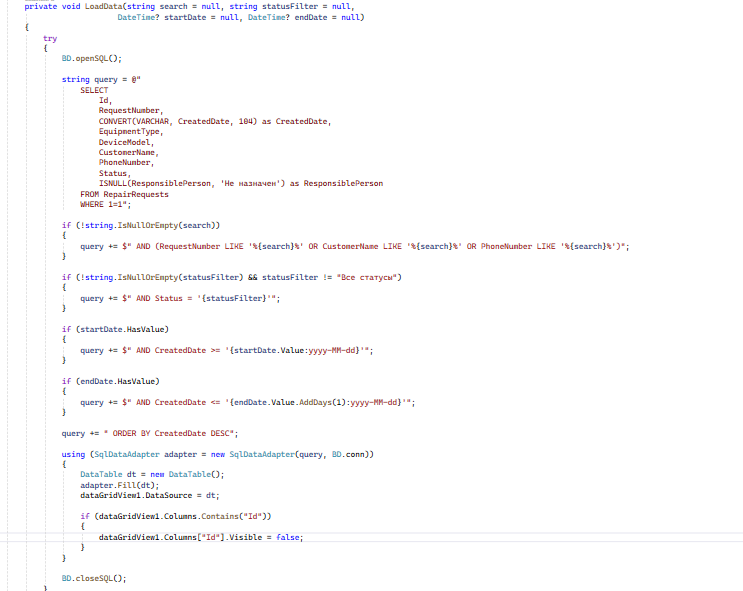 private void LoadData(string search = null, string statusFilter = null,
DateTime? startDate = null, DateTime? endDate = null)
{
try
{
BD.openSQL();
string query = @"
SELECT
Id,
RequestNumber,
CONVERT(VARCHAR, CreatedDate, 104) as CreatedDate,
EquipmentType,
DeviceModel,
CustomerName,
PhoneNumber,
Status,
ISNULL(ResponsiblePerson, 'Не назначен') as ResponsiblePerson
FROM RepairRequests
WHERE 1=1";
if (!string.IsNullOrEmpty(search))
{
query += $" AND (RequestNumber LIKE '%{search}%' OR CustomerName LIKE '%{search}%' OR PhoneNumber LIKE '%{search}%')";
}
if (!string.IsNullOrEmpty(statusFilter) && statusFilter != "Все статусы")
{
query += $" AND Status = '{statusFilter}'";
}
if (startDate.HasValue)
{
query += $" AND CreatedDate >= '{startDate.Value:yyyy-MM-dd}'";
}
if (endDate.HasValue)
{
query += $" AND CreatedDate <= '{endDate.Value.AddDays(1):yyyy-MM-dd}'";
}
query += " ORDER BY CreatedDate DESC";
using (SqlDataAdapter adapter = new SqlDataAdapter(query, BD.conn))
{
DataTable dt = new DataTable();
adapter.Fill(dt);
dataGridView1.DataSource = dt;
if (dataGridView1.Columns.Contains("Id"))
{
dataGridView1.Columns["Id"].Visible = false;
}
}
BD.closeSQL();
}